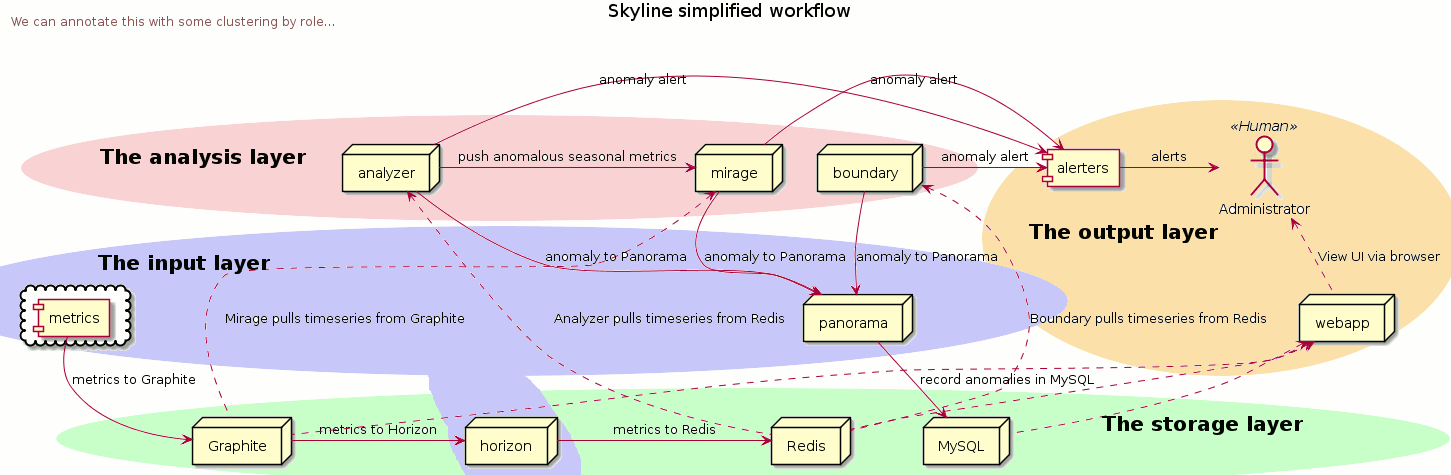 Skyline simplified workflow
We can annotate this with some clustering by role...
anomaly alert
anomaly alert
«Human»
The analysis layer
analyzer
push anomalous seasonal metrics
mirage
boundary
anomaly alert
alerters
alerts
Administrator
The output layer
The input layer
anomaly to Panorama
anomaly to Panorama
anomaly to Panorama
View UI via browser
metrics
Mirage pulls timeseries from Graphite
Analyzer pulls timeseries from Redis
panorama
Boundary pulls timeseries from Redis
webapp
metrics to Graphite
record anomalies in MySQL
The storage layer
Graphite
metrics to Horizon
horizon
metrics to Redis
Redis
MySQL